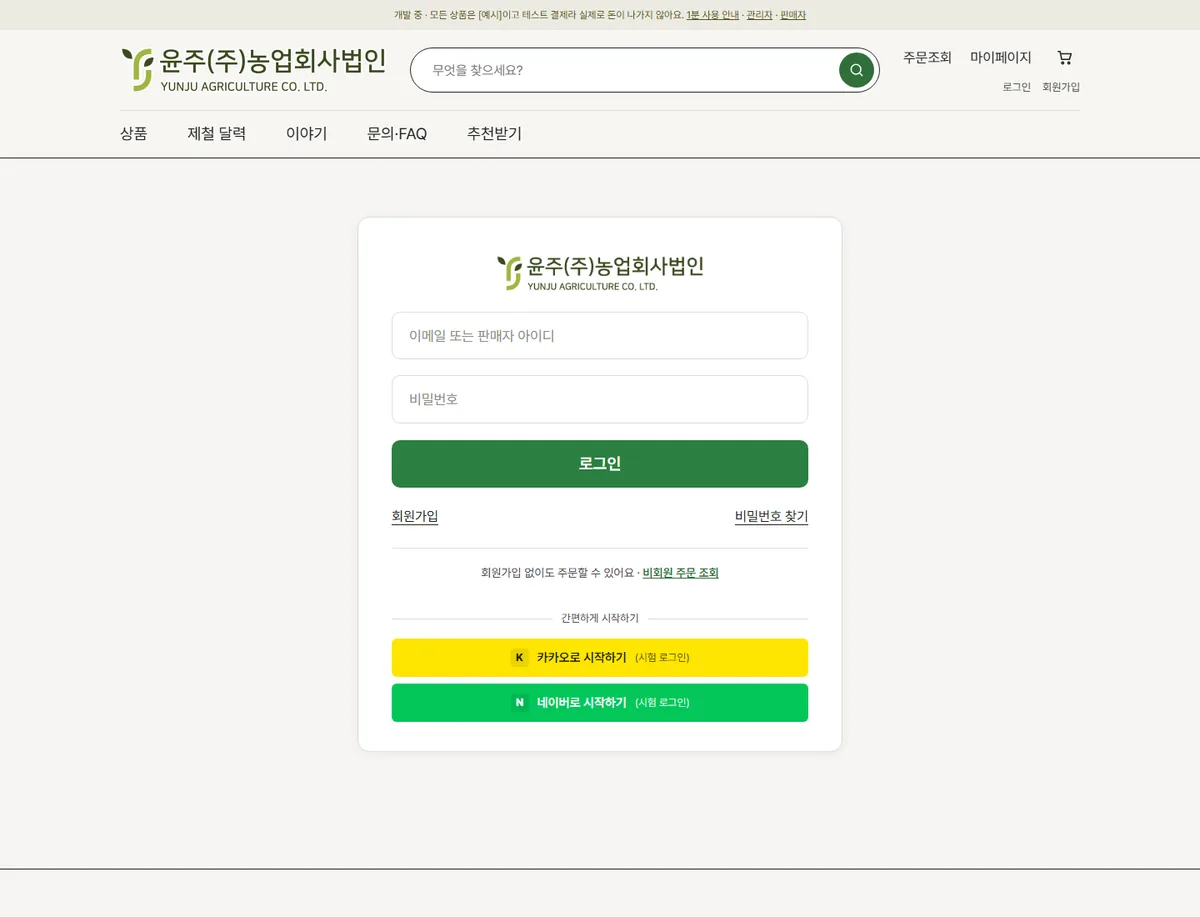 개발 중 · 모든 상품은 [예시]이고 테스트 결제라 실제로 돈이 나가지 않아요. 1분 사용 안내 · 관리자 · 판매자
윤주(주)농업회사법인
YUNJU AGRICULTURE CO. LTD.
무엇을 찾으세요?
주문조회 마이페이지
로그인 회원가입
상품 제철 달력 이야기 문의·FAQ 추천받기
윤주(주)농업회사법인
YUNJU AGRICULTURE CO. LTD.
이메일 또는 판매자 아이디
비밀번호
로그인
회원가입 비밀번호 찾기
회원가입 없이도 주문할 수 있어요 · 비회원 주문 조회
간편하게 시작하기
K 카카오로 시작하기 (시험 로그인)
N 네이버로 시작하기 (시험 로그인)